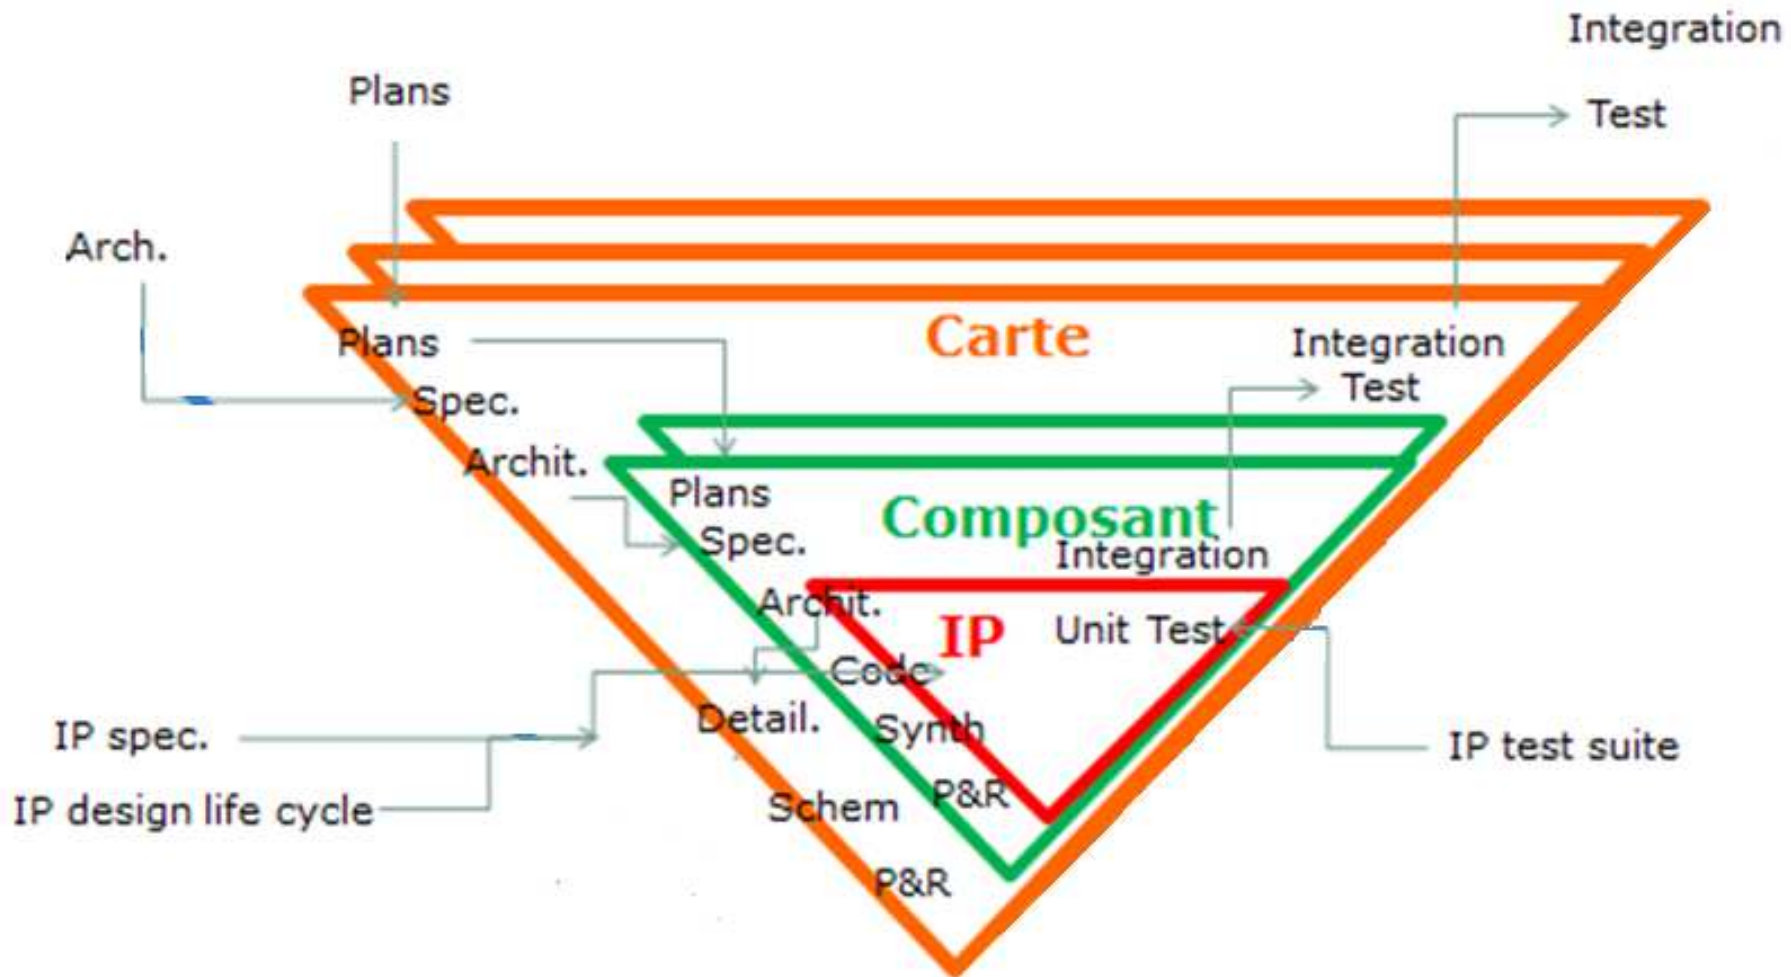 Integration
Plans
Test
Arch.
Carte
Plans
Integration
Test
Spec.
Archit.
Plans
Composant
Spec.
Integration
Archit.
IP
Unit Test
Code
Detail.
Synth
IP spec.
IP test suite
IP design life cycle
Schem
P&R
P&R